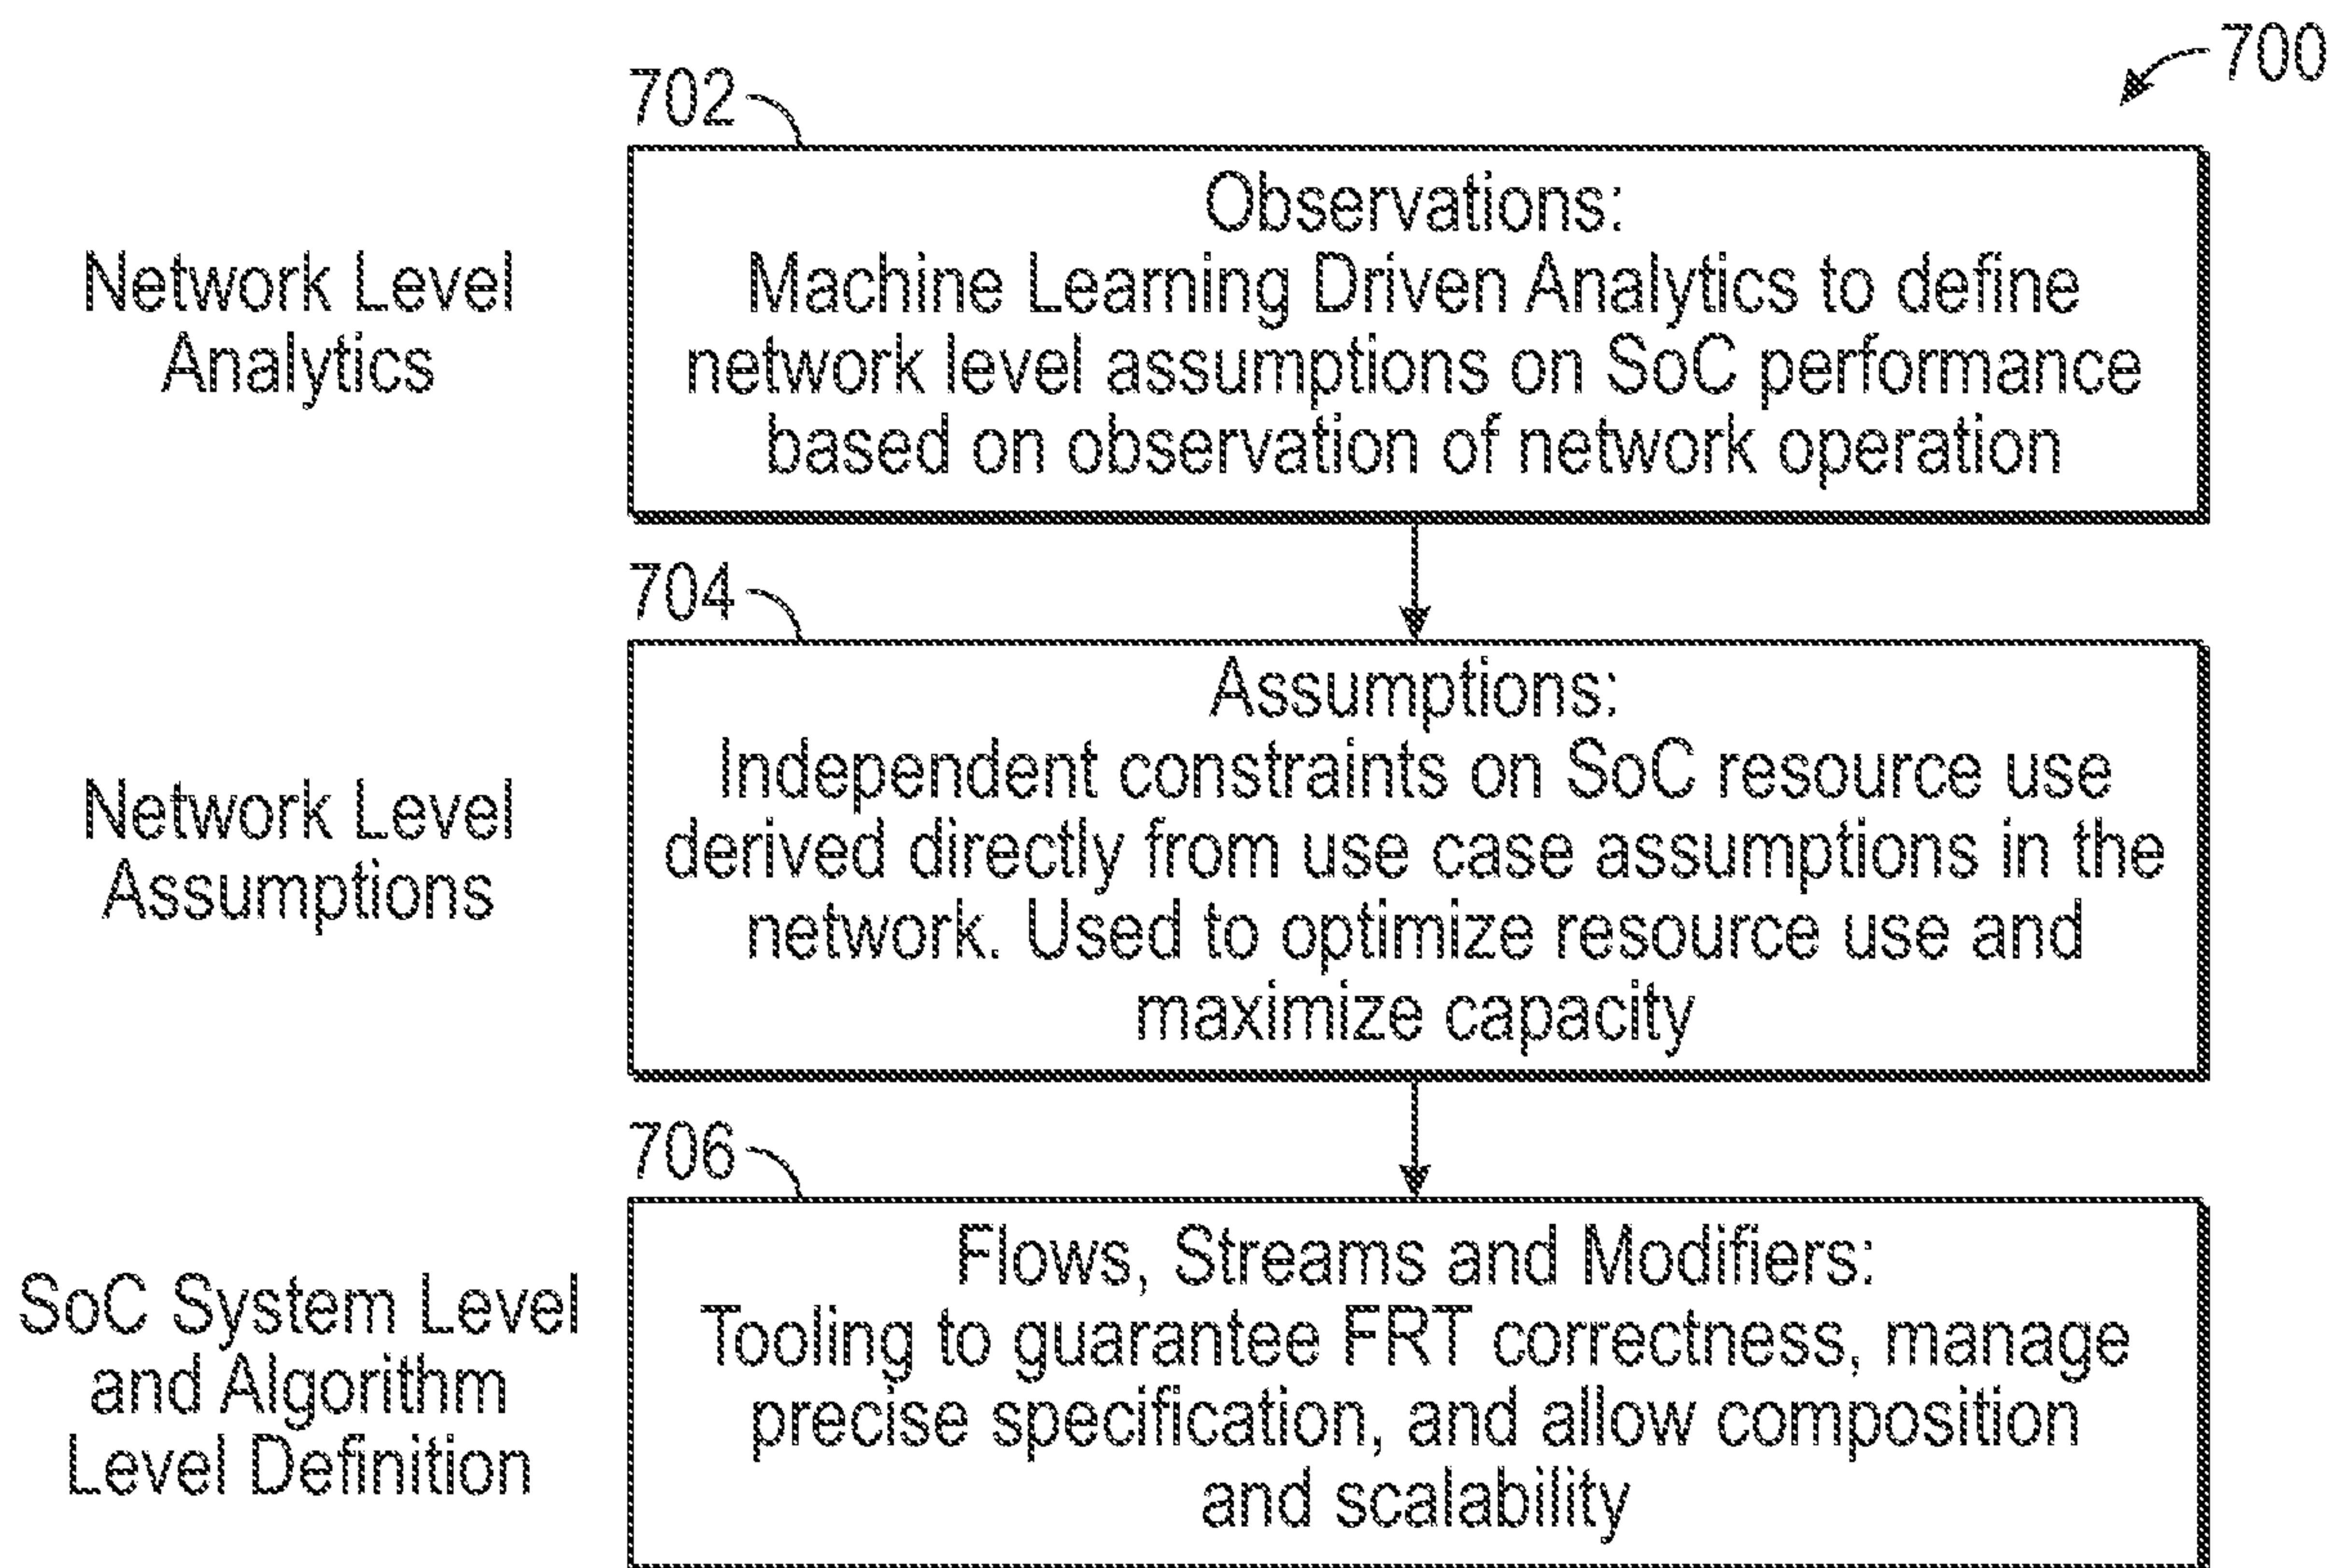 700
702
Network Level
Analytics
Observations:
Machine Learning Driven Analytics to define
network level assumptions on SoC performance
based on observation of network operation
704
Network Level
Assumptions
Assumptions:
Independent constraints on SoC resource use
derived directly from use case assumptions in the
network. Used to optimize resource use and
maximize capacity
706
SoC System Level
and Algorithm
Level Definition
Flows, Streams and Modifiers:
Tooling to guarantee FRT correctness, manage
precise specification, and allow composition
and scalability